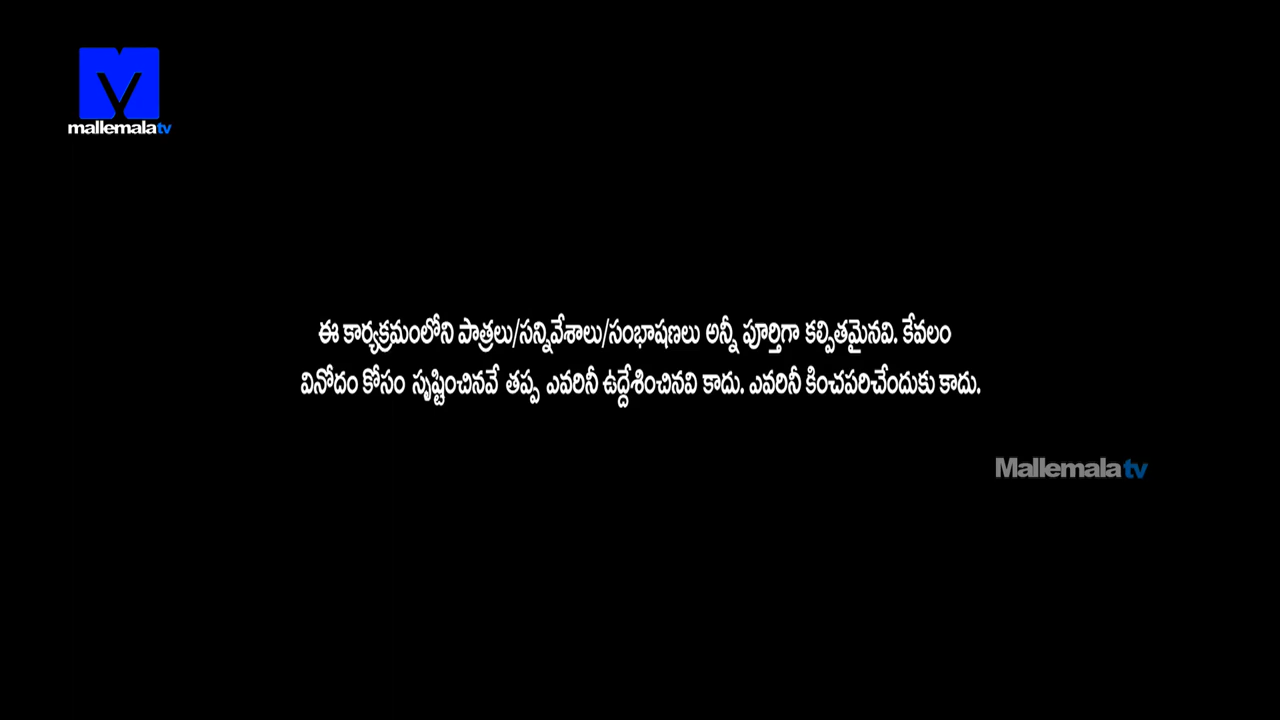 mallemalatv
ఈ కార్యక్రమంలోని పాత్రలు/సన్నివేశాలు/సంభాషణలు అన్నీ పూర్తిగా కల్పితమైనవి. కేవలం
వినోదం కోసం సృష్టించినవే తప్ప ఎవరినీ ఉద్దేశించినవి కాదు. ఎవరినీ కించపరిచేందుకు కాదు.
Mallemalatv